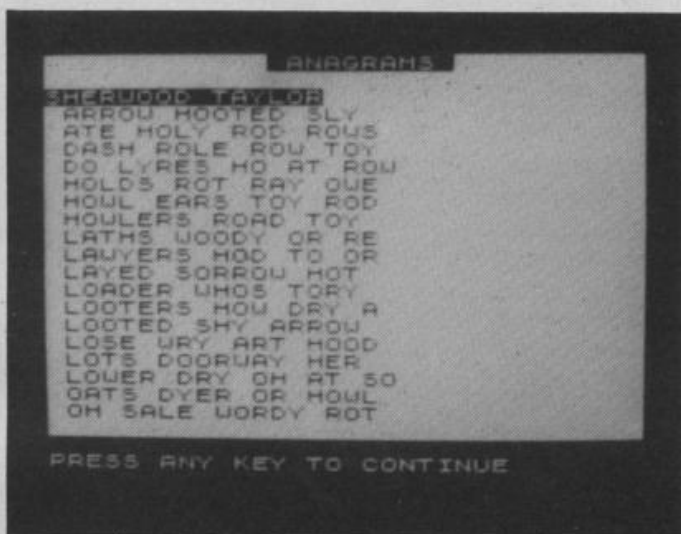 ANAGRAMS
SHERWOOD TAYLOR
ARROW HOOTED SLY
ATE HOLY ROD ROWS
DASH ROLE ROW TOY
DO LYRES HO AT ROW
HOLDS ROT RAY OWE
HOWL EARS TOY ROD
HOWLERS ROAD TOY
LATHS WOODY OR RE
LAWYERS HOD TO OR
LAYED SORROW HOT
LOADER WHOS TORY
LOOTERS HOW DRY A
LOOTED SHY ARROW
LOSE WRY ART HOOD
LOTS DOORWAY HER
LOWER DRY OH AT SO
OATS DYER OR HOWL
OH SALE WORDY ROT
PRESS ANY KEY TO CONTINUE